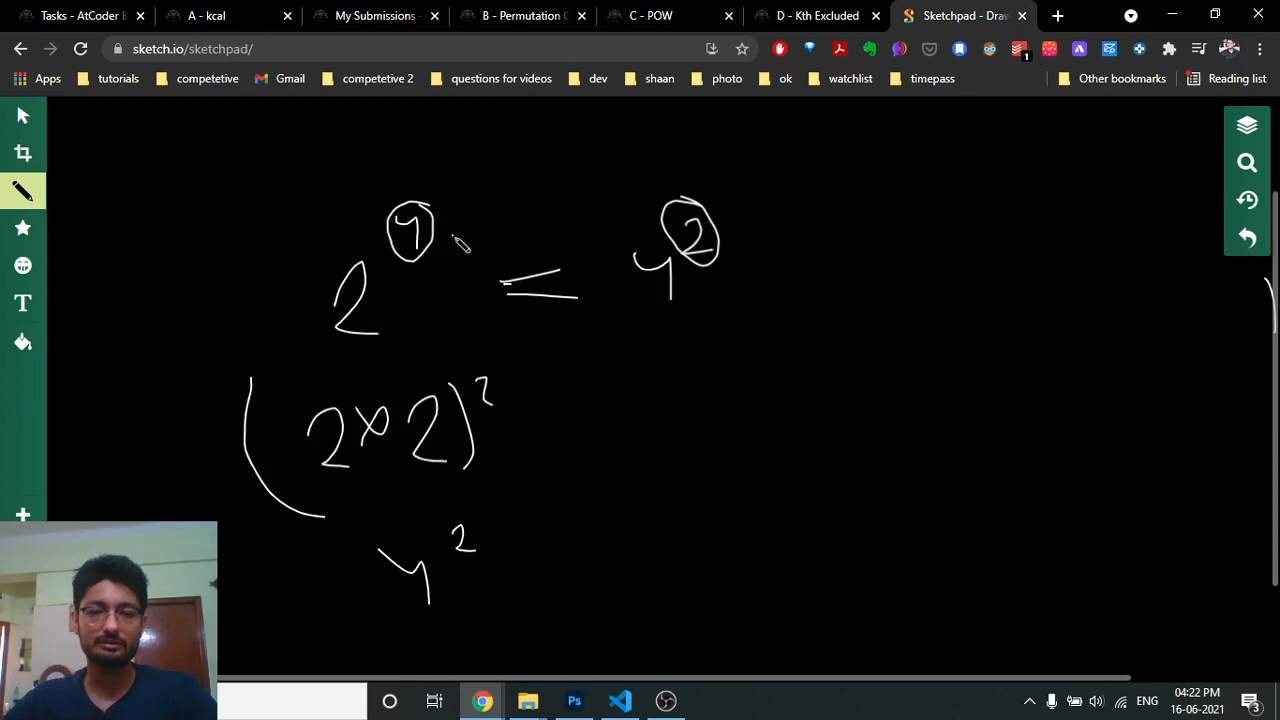 Tasks - AtCoder B
A - kcal
My Submissions -
B - Permutation C
C - POW
D - Kth Excluded
Sketchpad - Draw
sketch.io/sketchpad/
1
Apps tutorials competetive Gmail competetive 2 questions for videos dev shaan photo ok watchlist timepass Other bookmarks Reading list
2^4 = 4^2
(2×2)^2
4^2
T
ENG
04:22 PM
16-06-2021
3